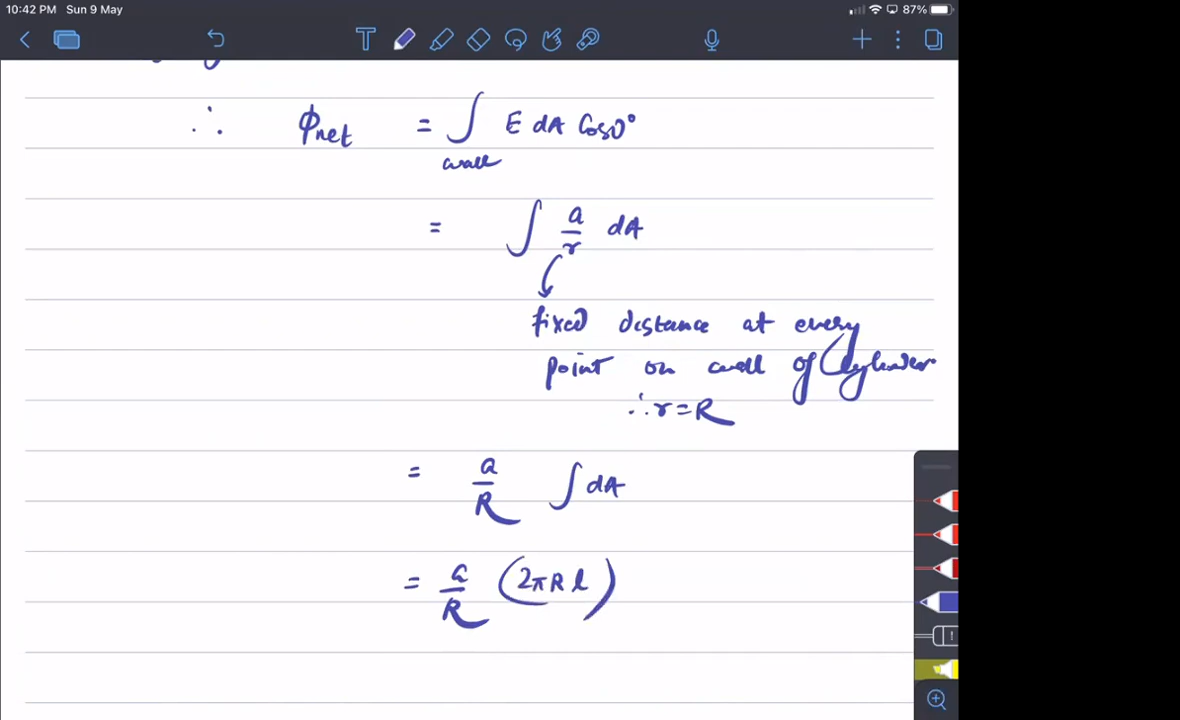 10:42 PM Sun 9 May 87%
∴ φnet = ∫ E dA Cos0°
wall
= ∫ a/r dA
fixed distance at every
point on wall of Cylinder
∴ r = R
= a/R ∫ dA
= a/R (2πRl)